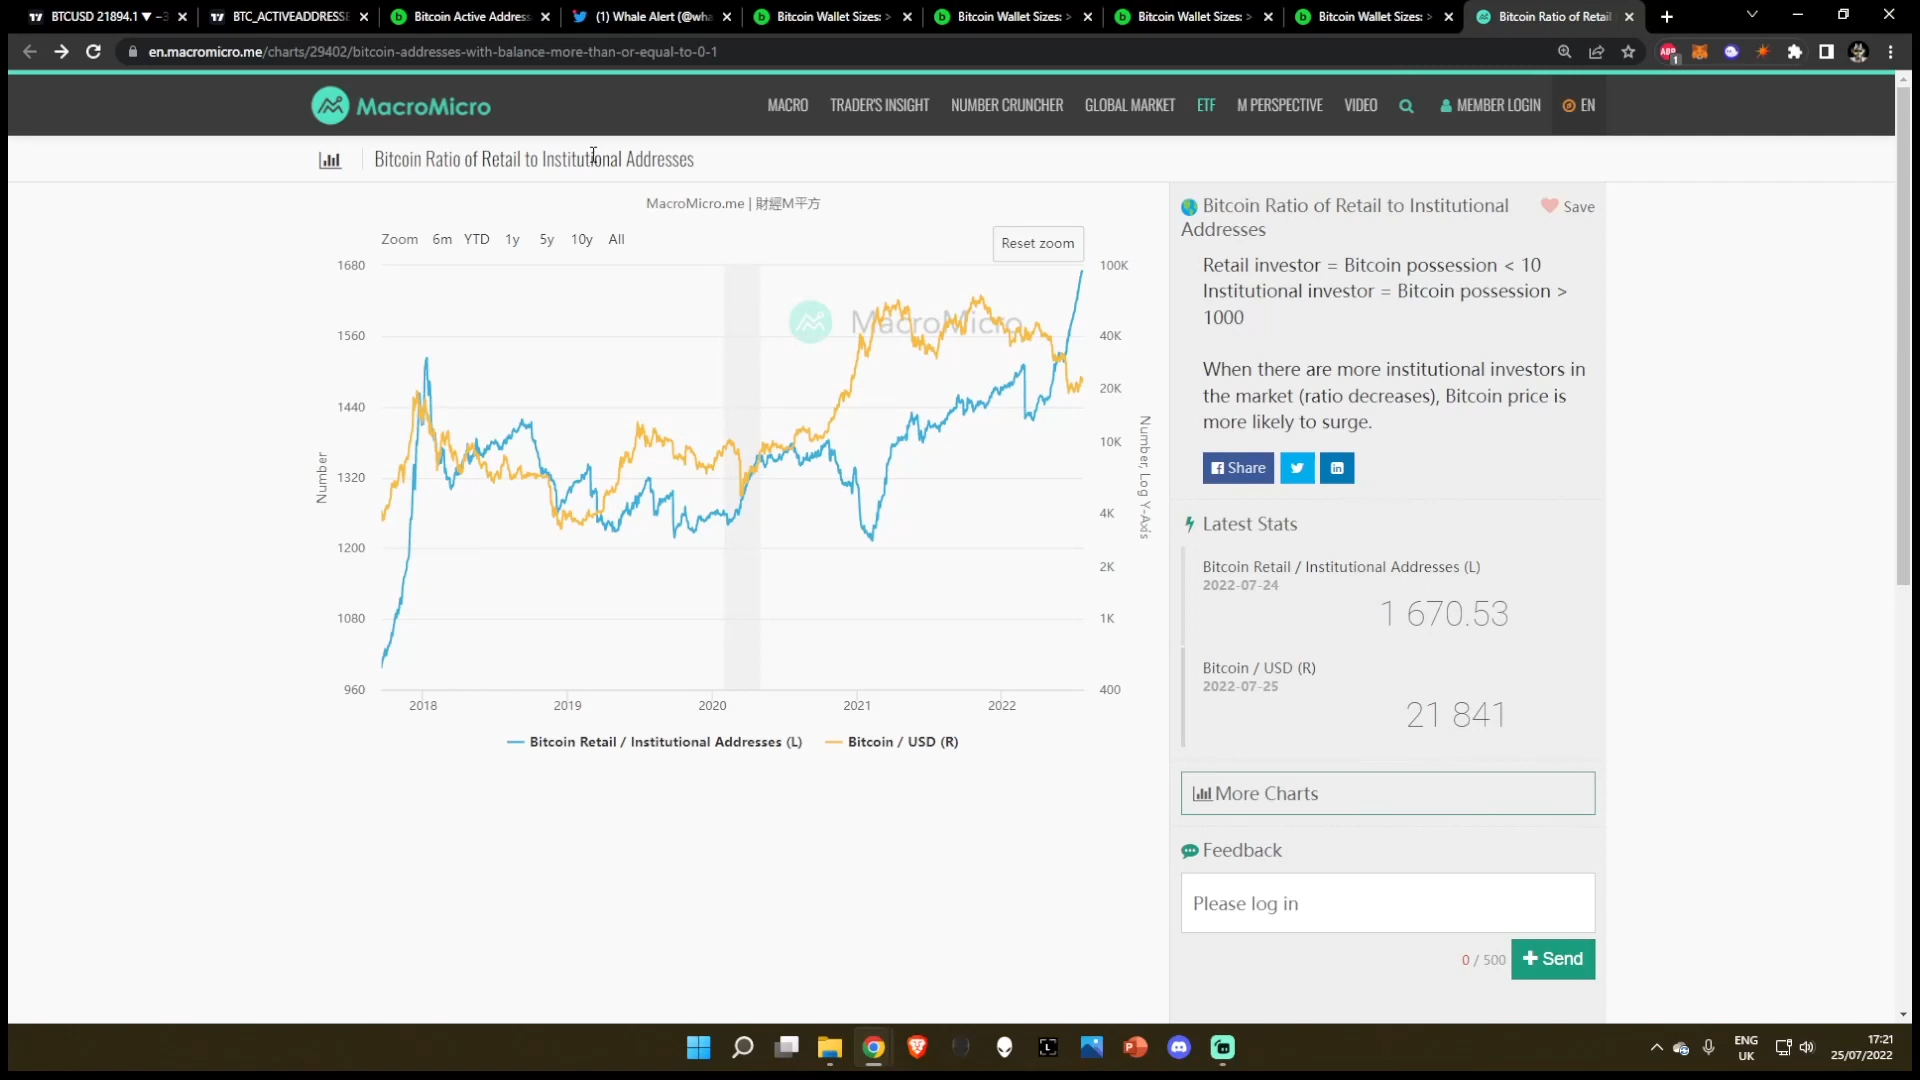 BTCUSD 21894.1 ▼ −3
BTC_ACTIVEADDRESSE
Bitcoin Active Address
(1) Whale Alert (@wha
Bitcoin Wallet Sizes: >
Bitcoin Wallet Sizes: >
Bitcoin Wallet Sizes: >
Bitcoin Wallet Sizes: >
Bitcoin Ratio of Retail
en.macromicro.me/charts/29402/bitcoin-addresses-with-balance-more-than-or-equal-to-0-1
ABP
1
MacroMicro
MACRO
TRADER'S INSIGHT
NUMBER CRUNCHER
GLOBAL MARKET
ETF
M PERSPECTIVE
VIDEO
MEMBER LOGIN
EN
Bitcoin Ratio of Retail to Institutional Addresses
MacroMicro.me | 財經M平方
Zoom 6m YTD 1y 5y 10y All
Reset zoom
1680
1560
1440
1320
1200
1080
960
Number
100K
40K
20K
10K
4K
2K
1K
400
Number, Log Y-Axis
MacroMicro
2018 2019 2020 2021 2022
Bitcoin Retail / Institutional Addresses (L)
Bitcoin / USD (R)
Bitcoin Ratio of Retail to Institutional
Addresses
Save
Retail investor = Bitcoin possession < 10
Institutional investor = Bitcoin possession >
1000
When there are more institutional investors in
the market (ratio decreases), Bitcoin price is
more likely to surge.
Share
Latest Stats
Bitcoin Retail / Institutional Addresses (L)
2022-07-24
1 670.53
Bitcoin / USD (R)
2022-07-25
21 841
More Charts
Feedback
Please log in
0 / 500
Send
ENG
UK
17:21
25/07/2022